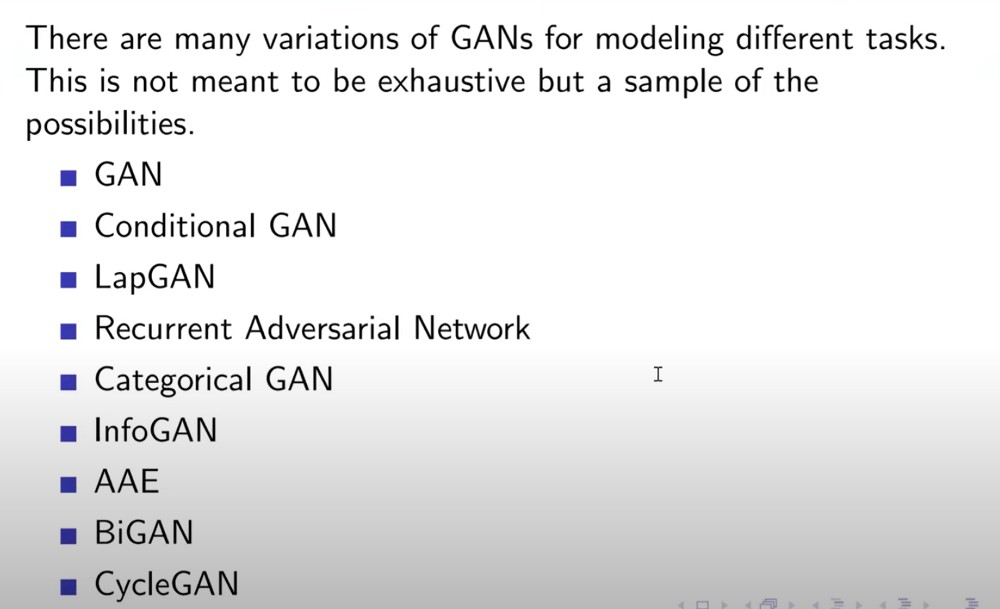 There are many variations of GANs for modeling different tasks.
This is not meant to be exhaustive but a sample of the
possibilities.
GAN
Conditional GAN
LapGAN
Recurrent Adversarial Network
Categorical GAN
InfoGAN
AAE
BiGAN
CycleGAN